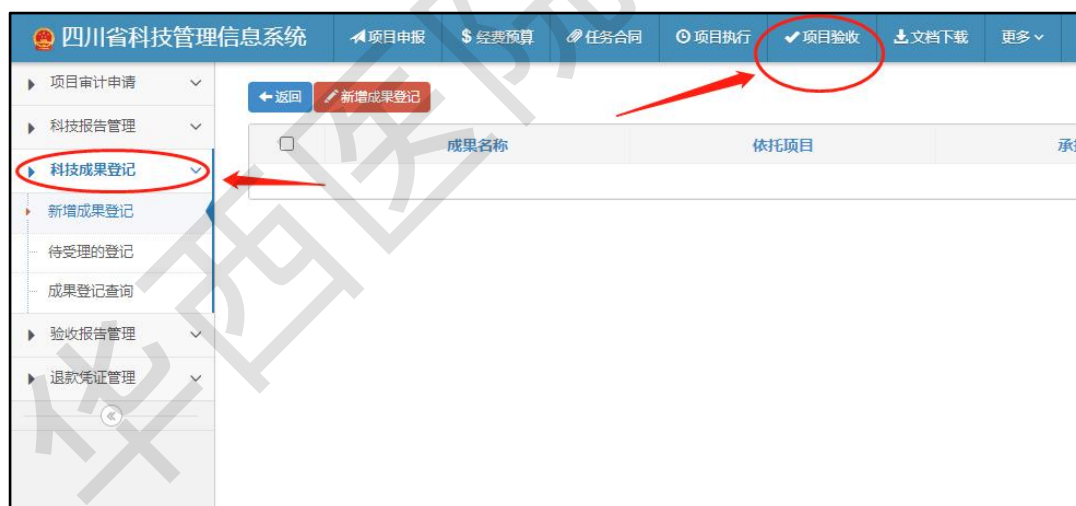 四川省科技管理信息系统 项目申报 $ 经费预算 任务合同 项目执行 项目验收 文档下载 更多
项目审计申请
科技报告管理
科技成果登记
新增成果登记
待受理的登记
成果登记查询
验收报告管理
退款凭证管理
返回 新增成果登记
成果名称 依托项目 承担
华西医院